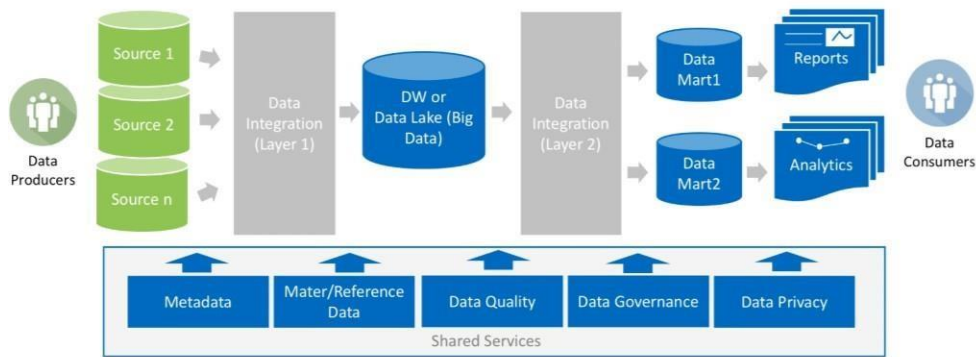 Data
Producers
Source 1
Source 2
Source n
Data
Integration
(Layer 1)
DW or
Data Lake (Big
Data)
Data
Integration
(Layer 2)
Data
Mart1
Data
Mart2
Reports
Analytics
Data
Consumers
Metadata
Mater/Reference
Data
Data Quality
Data Governance
Data Privacy
Shared Services